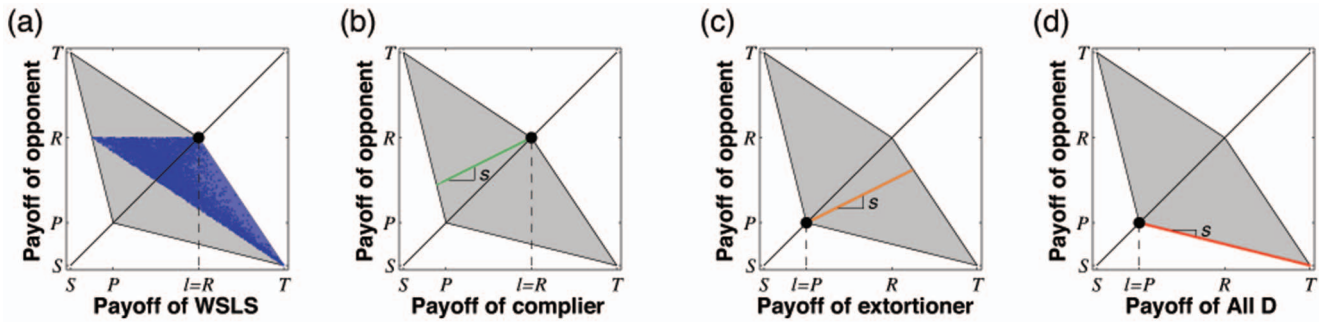 (a)
Payoff of opponent
T
R
P
S
S P l=R T
Payoff of WSLS
(b)
Payoff of opponent
T
R
P
S
s
S P l=R T
Payoff of complier
(c)
Payoff of opponent
T
R
P
S
s
S l=P R T
Payoff of extortioner
(d)
Payoff of opponent
T
R
P
S
s
S l=P R T
Payoff of All D